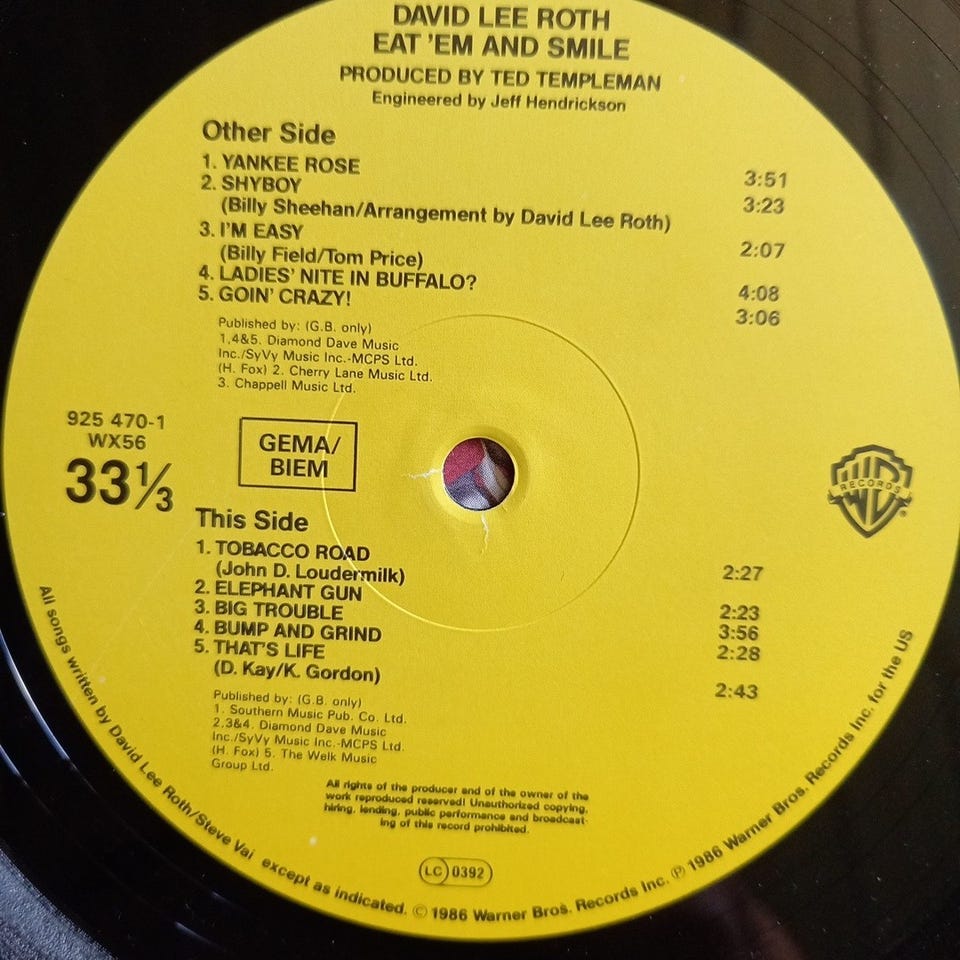 DAVID LEE ROTH
EAT 'EM AND SMILE
PRODUCED BY TED TEMPLEMAN
Engineered by Jeff Hendrickson
Other Side
1. YANKEE ROSE 3:51
2. SHYBOY 3:23
(Billy Sheehan/Arrangement by David Lee Roth)
3. I'M EASY 2:07
(Billy Field/Tom Price)
4. LADIES' NITE IN BUFFALO? 4:08
5. GOIN' CRAZY! 3:06
Published by: (G.B. only)
1,4&5. Diamond Dave Music
Inc./SyVy Music Inc.-MCPS Ltd.
(H. Fox) 2. Cherry Lane Music Ltd.
3. Chappell Music Ltd.
925 470-1
WX56
33⅓
GEMA/
BIEM
RECORDS
This Side
1. TOBACCO ROAD
(John D. Loudermilk) 2:27
2. ELEPHANT GUN 2:23
3. BIG TROUBLE 3:56
4. BUMP AND GRIND 2:28
5. THAT'S LIFE
(D. Kay/K. Gordon) 2:43
Published by: (G.B. only)
1. Southern Music Pub. Co. Ltd.
2,3&4. Diamond Dave Music
Inc./SyVy Music Inc.-MCPS Ltd.
(H. Fox) 5. The Welk Music
Group Ltd.
All rights of the producer and of the owner of the
work reproduced reserved! Unauthorized copying,
hiring, lending, public performance and broadcast-
ing of this record prohibited.
LC 0392
All songs written by David Lee Roth/Steve Vai except as indicated. © 1986 Warner Bros. Records Inc. ℗ 1986 Warner Bros. Records Inc. for the US